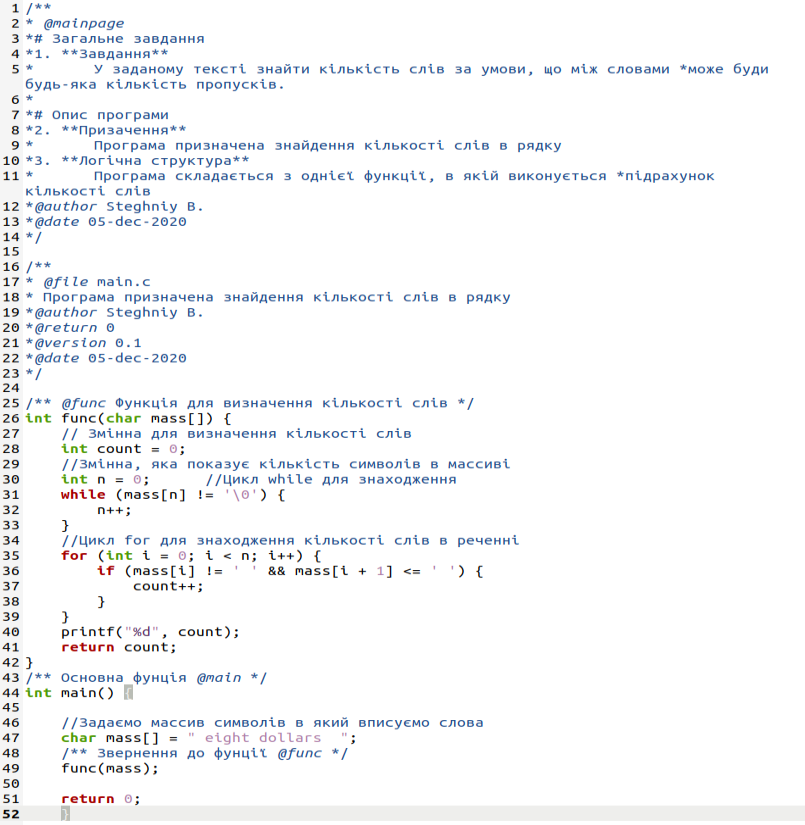 1 /**
2 * @mainpage
3 *# Загальне завдання
4 *1. **Завдання**
5 *       У заданому тексті знайти кількість слів за умови, що між словами *може буди
будь-яка кількість пропусків.
6 *
7 *# Опис програми
8 *2. **Призачення**
9 *       Програма призначена знайдення кількості слів в рядку
10 *3. **Логічна структура**
11 *       Програма складається з однієї функції, в якій виконується *підрахунок
кількості слів
12 *@author Steghniy B.
13 *@date 05-dec-2020
14 */
15
16 /**
17 * @file main.c
18 * Програма призначена знайдення кількості слів в рядку
19 *@author Steghniy B.
20 *@return 0
21 *@version 0.1
22 *@date 05-dec-2020
23 */
24
25 /** @func Функція для визначення кількості слів */
26 int func(char mass[]) {
27     // Змінна для визначення кількості слів
28     int count = 0;
29     //Змінна, яка показує кількість символів в массиві
30     int n = 0;      //Цикл while для знаходження
31     while (mass[n] != '\0') {
32         n++;
33     }
34     //Цикл for для знаходження кількості слів в реченні
35     for (int i = 0; i < n; i++) {
36         if (mass[i] != ' ' && mass[i + 1] <= ' ') {
37             count++;
38         }
39     }
40     printf("%d", count);
41     return count;
42 }
43 /** Основна фунція @main */
44 int main() {
45
46     //Задаємо массив символів в який вписуємо слова
47     char mass[] = " eight dollars  ";
48     /** Звернення до фунції @func */
49     func(mass);
50
51     return 0;
52     }